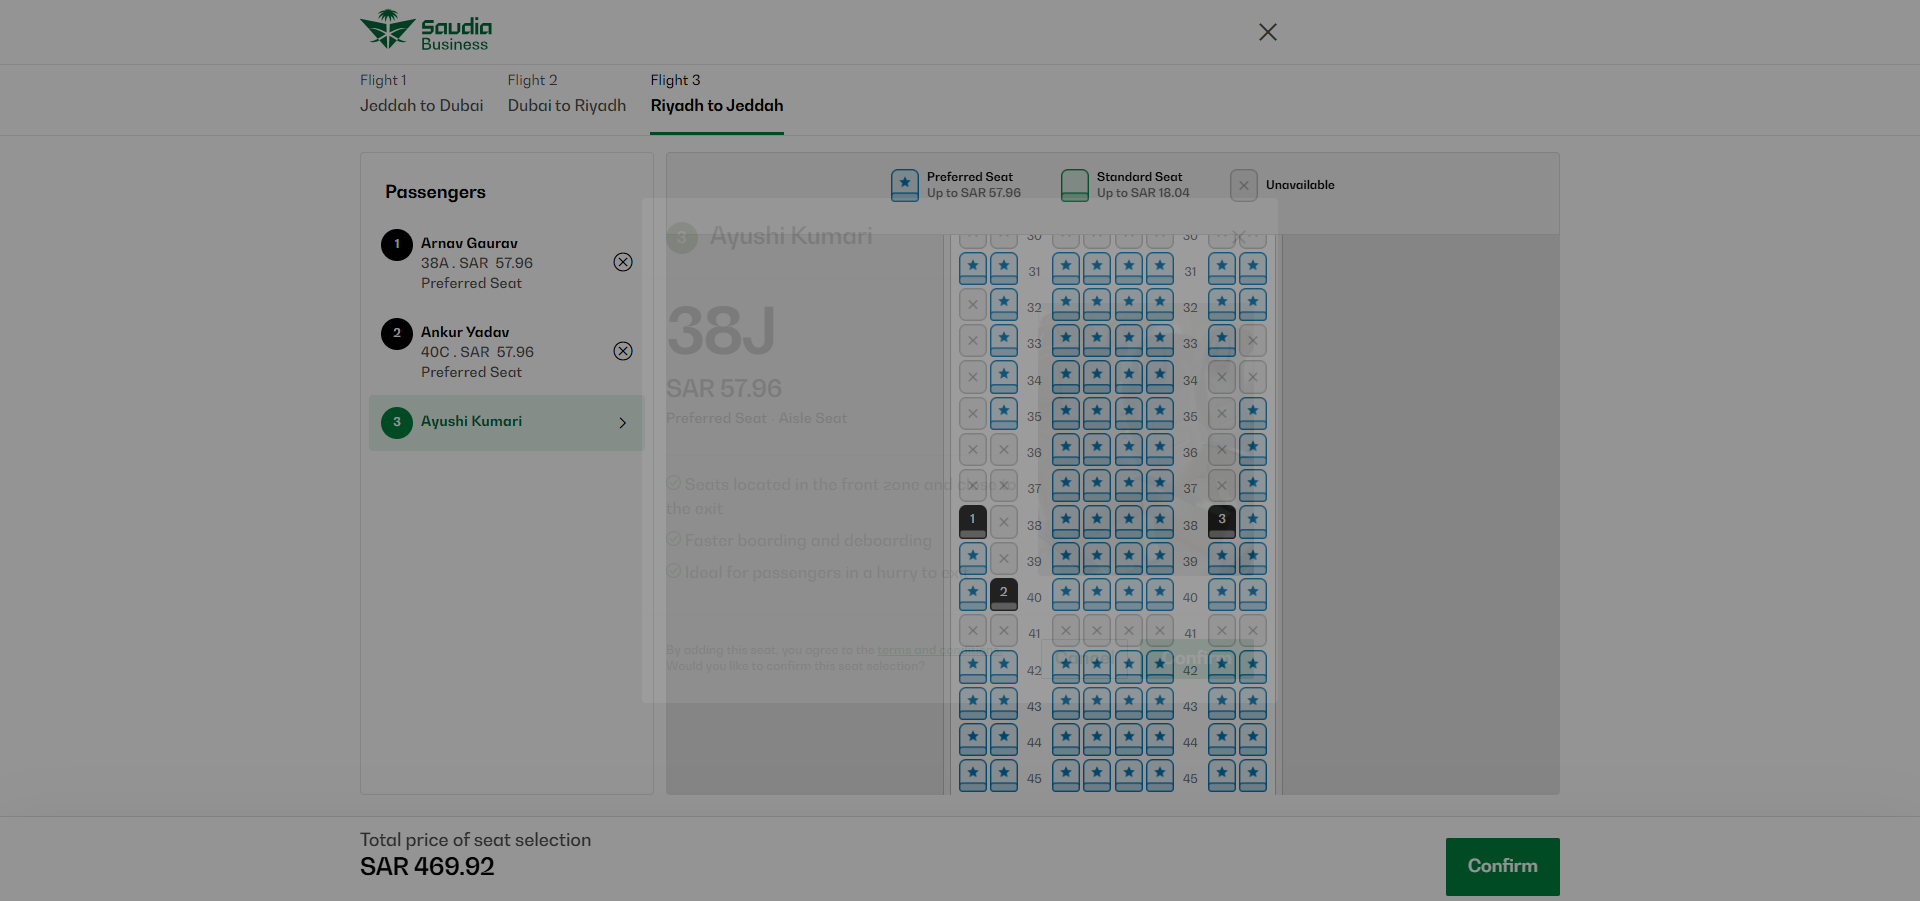 Saudia
Business
Flight 1
Jeddah to Dubai
Flight 2
Dubai to Riyadh
Flight 3
Riyadh to Jeddah
Passengers
1
Arnav Gaurav
38A . SAR 57.96
Preferred Seat
2
Ankur Yadav
40C . SAR 57.96
Preferred Seat
3
Ayushi Kumari
Preferred Seat
Up to SAR 57.96
Standard Seat
Up to SAR 18.04
Unavailable
3 Ayushi Kumari
38J
SAR 57.96
Preferred Seat - Aisle Seat
Seats located in the front zone and close to
the exit
Faster boarding and deboarding
Ideal for passengers in a hurry to exit
By adding this seat, you agree to the terms and conditions
Would you like to confirm this seat selection?
Cancel
Confirm
30 30
31 31
32 32
33 33
34 34
35 35
36 36
37 37
1 38 38 3
39 39
2 40 40
41 41
42 42
43 43
44 44
45 45
Total price of seat selection
SAR 469.92
Confirm